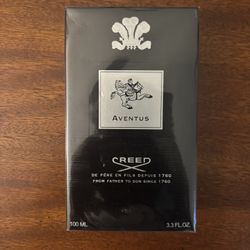 AVENTUS
CREED
DE PÈRE EN FILS DEPUIS 1760
FROM FATHER TO SON SINCE 1760
100 ML
3.3 FL.OZ.